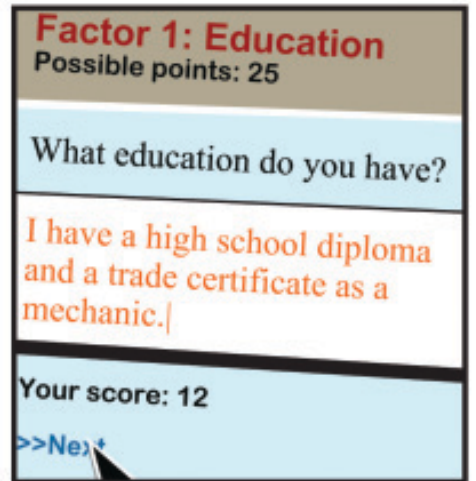 Factor 1: Education
Possible points: 25
What education do you have?
I have a high school diploma
and a trade certificate as a
mechanic.
Your score: 12
>>Next